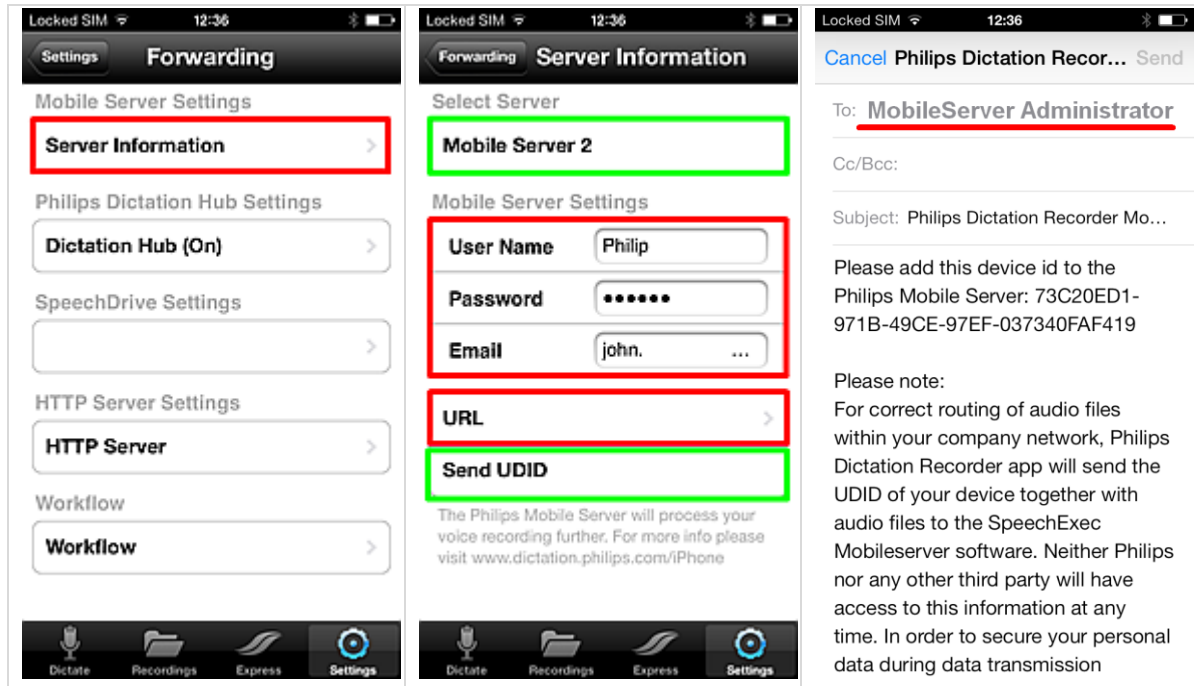 Locked SIM 12:36
Settings Forwarding
Mobile Server Settings
Server Information
Philips Dictation Hub Settings
Dictation Hub (On)
SpeechDrive Settings
HTTP Server Settings
HTTP Server
Workflow
Workflow
Dictate Recordings Express Settings
Locked SIM 12:36
Forwarding Server Information
Select Server
Mobile Server 2
Mobile Server Settings
User Name Philip
Password ••••••
Email john. ...
URL
Send UDID
The Philips Mobile Server will process your
voice recording further. For more info please
visit www.dictation.philips.com/iPhone
Dictate Recordings Express Settings
Locked SIM 12:36
Cancel Philips Dictation Recor... Send
To: MobileServer Administrator
Cc/Bcc:
Subject: Philips Dictation Recorder Mo...
Please add this device id to the
Philips Mobile Server: 73C20ED1-
971B-49CE-97EF-037340FAF419
Please note:
For correct routing of audio files
within your company network, Philips
Dictation Recorder app will send the
UDID of your device together with
audio files to the SpeechExec
Mobileserver software. Neither Philips
nor any other third party will have
access to this information at any
time. In order to secure your personal
data during data transmission